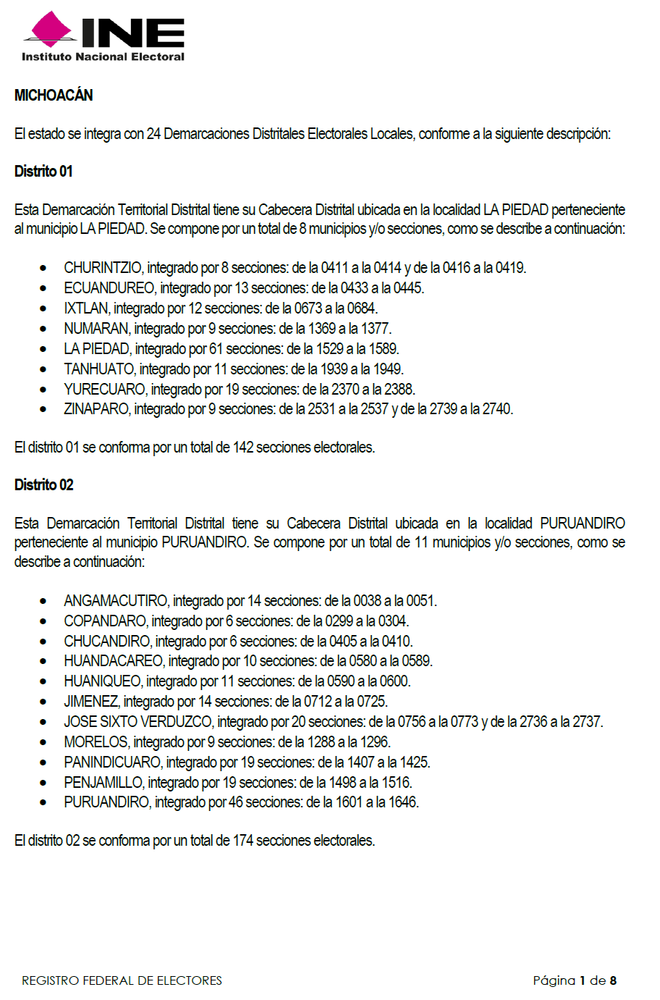 INE
Instituto Nacional Electoral
MICHOACÁN
El estado se integra con 24 Demarcaciones Distritales Electorales Locales, conforme a la siguiente descripción:
Distrito 01
Esta Demarcación Territorial Distrital tiene su Cabecera Distrital ubicada en la localidad LA PIEDAD perteneciente
al municipio LA PIEDAD. Se compone por un total de 8 municipios y/o secciones, como se describe a continuación:
• CHURINTZIO, integrado por 8 secciones: de la 0411 a la 0414 y de la 0416 a la 0419.
• ECUANDUREO, integrado por 13 secciones: de la 0433 a la 0445.
• IXTLAN, integrado por 12 secciones: de la 0673 a la 0684.
• NUMARAN, integrado por 9 secciones: de la 1369 a la 1377.
• LA PIEDAD, integrado por 61 secciones: de la 1529 a la 1589.
• TANHUATO, integrado por 11 secciones: de la 1939 a la 1949.
• YURECUARO, integrado por 19 secciones: de la 2370 a la 2388.
• ZINAPARO, integrado por 9 secciones: de la 2531 a la 2537 y de la 2739 a la 2740.
El distrito 01 se conforma por un total de 142 secciones electorales.
Distrito 02
Esta Demarcación Territorial Distrital tiene su Cabecera Distrital ubicada en la localidad PURUANDIRO
perteneciente al municipio PURUANDIRO. Se compone por un total de 11 municipios y/o secciones, como se
describe a continuación:
• ANGAMACUTIRO, integrado por 14 secciones: de la 0038 a la 0051.
• COPANDARO, integrado por 6 secciones: de la 0299 a la 0304.
• CHUCANDIRO, integrado por 6 secciones: de la 0405 a la 0410.
• HUANDACAREO, integrado por 10 secciones: de la 0580 a la 0589.
• HUANIQUEO, integrado por 11 secciones: de la 0590 a la 0600.
• JIMENEZ, integrado por 14 secciones: de la 0712 a la 0725.
• JOSE SIXTO VERDUZCO, integrado por 20 secciones: de la 0756 a la 0773 y de la 2736 a la 2737.
• MORELOS, integrado por 9 secciones: de la 1288 a la 1296.
• PANINDICUARO, integrado por 19 secciones: de la 1407 a la 1425.
• PENJAMILLO, integrado por 19 secciones: de la 1498 a la 1516.
• PURUANDIRO, integrado por 46 secciones: de la 1601 a la 1646.
El distrito 02 se conforma por un total de 174 secciones electorales.
REGISTRO FEDERAL DE ELECTORES Página 1 de 8